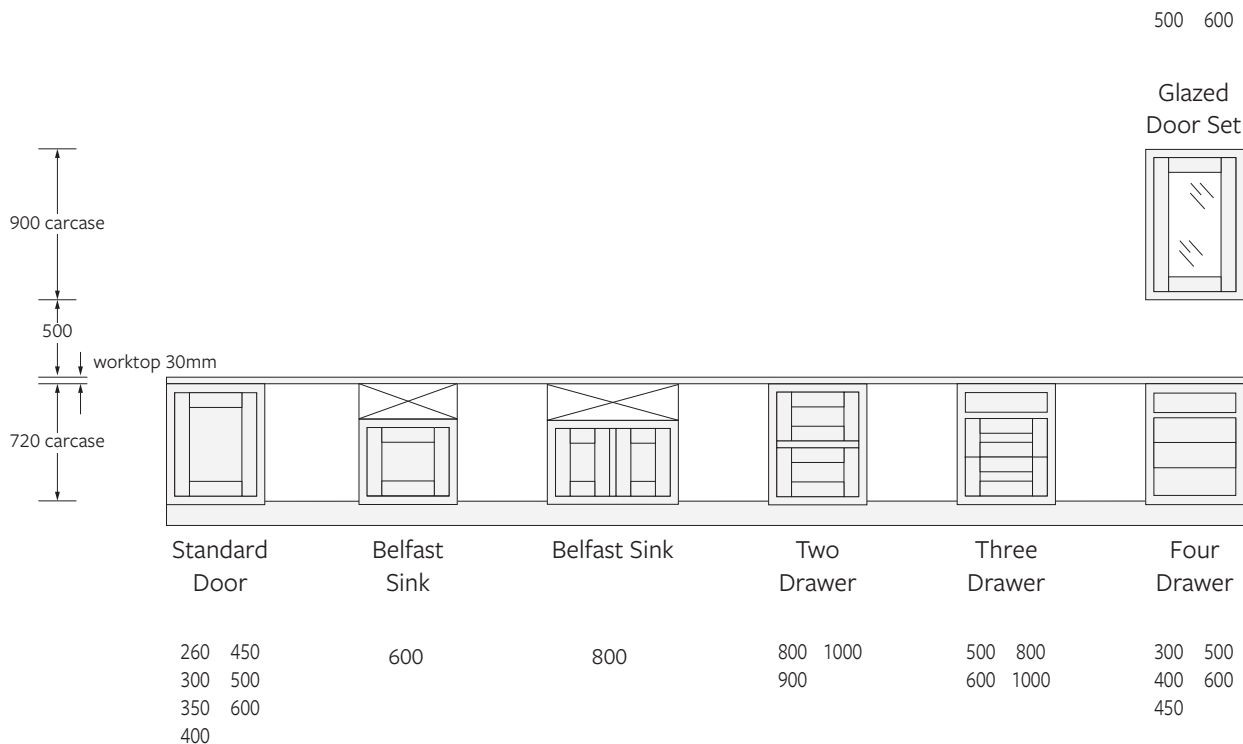 500 600
Glazed
Door Set
900 carcase
500
worktop 30mm
720 carcase
Standard
Door
260 450
300 500
350 600
400
Belfast
Sink
600
Belfast Sink
800
Two
Drawer
800 1000
900
Three
Drawer
500 800
600 1000
Four
Drawer
300 500
400 600
450